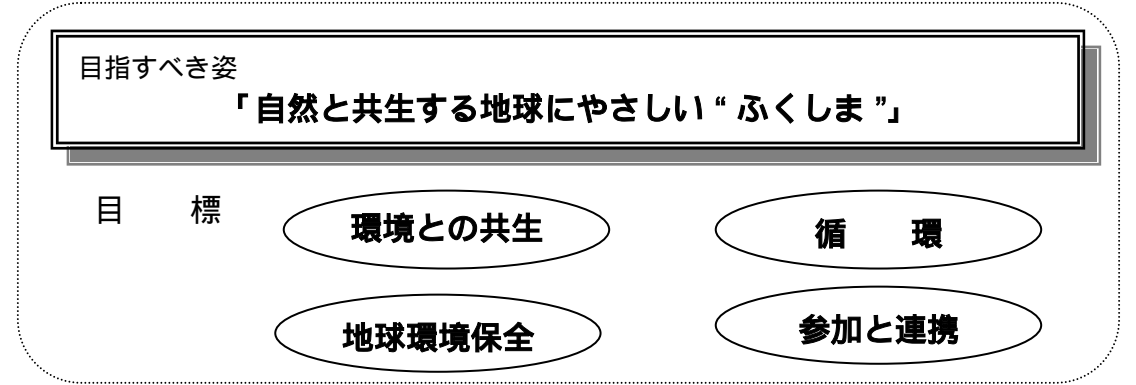 目指すべき姿
「自然と共生する地球にやさしい“ふくしま”」
目　標
環境との共生
循　環
地球環境保全
参加と連携